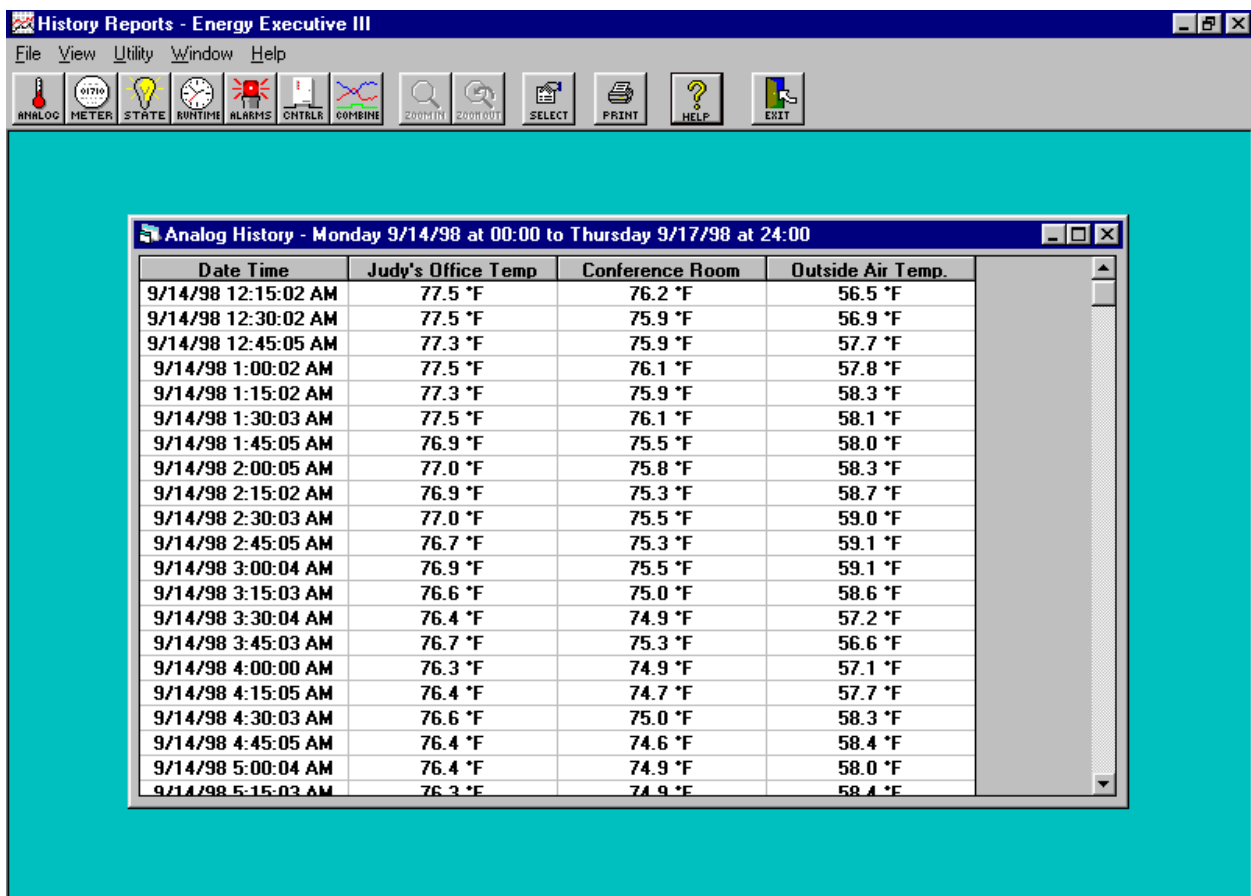 History Reports - Energy Executive III
File View Utility Window Help
01710
ANALOG METER STATE RUNTIME ALARMS CNTRLR COMBINE ZOOM IN ZOOM OUT SELECT PRINT HELP EXIT
Analog History - Monday 9/14/98 at 00:00 to Thursday 9/17/98 at 24:00
Date Time Judy's Office Temp Conference Room Outside Air Temp.
9/14/98 12:15:02 AM 77.5 °F 76.2 °F 56.5 °F
9/14/98 12:30:02 AM 77.5 °F 75.9 °F 56.9 °F
9/14/98 12:45:05 AM 77.3 °F 75.9 °F 57.7 °F
9/14/98 1:00:02 AM 77.5 °F 76.1 °F 57.8 °F
9/14/98 1:15:02 AM 77.3 °F 75.9 °F 58.3 °F
9/14/98 1:30:03 AM 77.5 °F 76.1 °F 58.1 °F
9/14/98 1:45:05 AM 76.9 °F 75.5 °F 58.0 °F
9/14/98 2:00:05 AM 77.0 °F 75.8 °F 58.3 °F
9/14/98 2:15:02 AM 76.9 °F 75.3 °F 58.7 °F
9/14/98 2:30:03 AM 77.0 °F 75.5 °F 59.0 °F
9/14/98 2:45:05 AM 76.7 °F 75.3 °F 59.1 °F
9/14/98 3:00:04 AM 76.9 °F 75.5 °F 59.1 °F
9/14/98 3:15:03 AM 76.6 °F 75.0 °F 58.6 °F
9/14/98 3:30:04 AM 76.4 °F 74.9 °F 57.2 °F
9/14/98 3:45:03 AM 76.7 °F 75.3 °F 56.6 °F
9/14/98 4:00:00 AM 76.3 °F 74.9 °F 57.1 °F
9/14/98 4:15:05 AM 76.4 °F 74.7 °F 57.7 °F
9/14/98 4:30:03 AM 76.6 °F 75.0 °F 58.3 °F
9/14/98 4:45:05 AM 76.4 °F 74.6 °F 58.4 °F
9/14/98 5:00:04 AM 76.4 °F 74.9 °F 58.0 °F
9/14/98 5:15:03 AM 76.3 °F 74.9 °F 58.4 °F